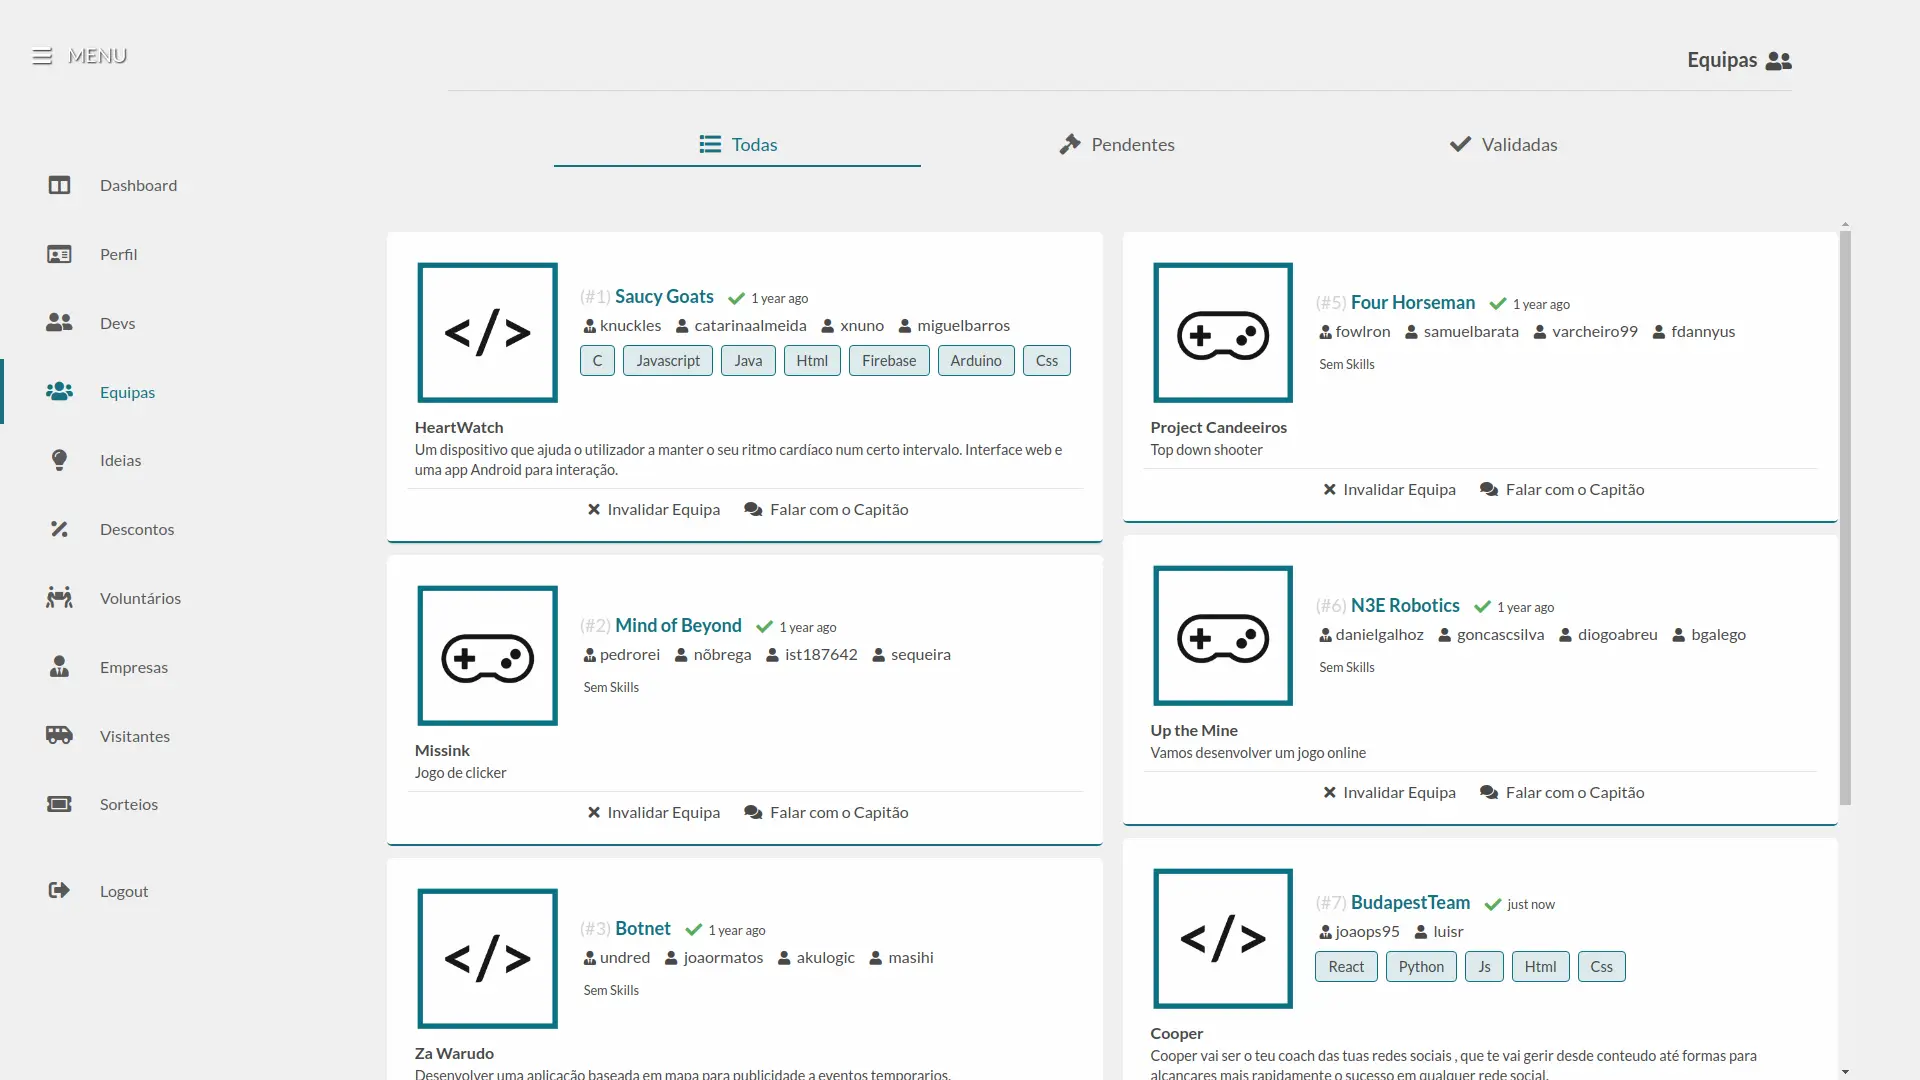 MENU
Equipas
Todas
Pendentes
Validadas
Dashboard
Perfil
Devs
Equipas
Ideias
Descontos
Voluntários
Empresas
Visitantes
Sorteios
Logout
</>
(#1) Saucy Goats 1 year ago
knuckles catarinaalmeida xnuno miguelbarros
C Javascript Java Html Firebase Arduino Css
HeartWatch
Um dispositivo que ajuda o utilizador a manter o seu ritmo cardíaco num certo intervalo. Interface web e
uma app Android para interação.
Invalidar Equipa Falar com o Capitão
(#2) Mind of Beyond 1 year ago
pedrorei nõbrega ist187642 sequeira
Sem Skills
Missink
Jogo de clicker
Invalidar Equipa Falar com o Capitão
</>
(#3) Botnet 1 year ago
undred joaormatos akulogic masihi
Sem Skills
Za Warudo
Desenvolver uma aplicação baseada em mapa para publicidade a eventos temporarios.
(#5) Four Horseman 1 year ago
fowlron samuelbarata varcheiro99 fdannyus
Sem Skills
Project Candeeiros
Top down shooter
Invalidar Equipa Falar com o Capitão
(#6) N3E Robotics 1 year ago
danielgalhoz goncascsilva diogoabreu bgalego
Sem Skills
Up the Mine
Vamos desenvolver um jogo online
Invalidar Equipa Falar com o Capitão
</>
(#7) BudapestTeam just now
joaops95 luisr
React Python Js Html Css
Cooper
Cooper vai ser o teu coach das tuas redes sociais , que te vai gerir desde conteudo até formas para
alcançares mais rapidamente o sucesso em qualquer rede social.